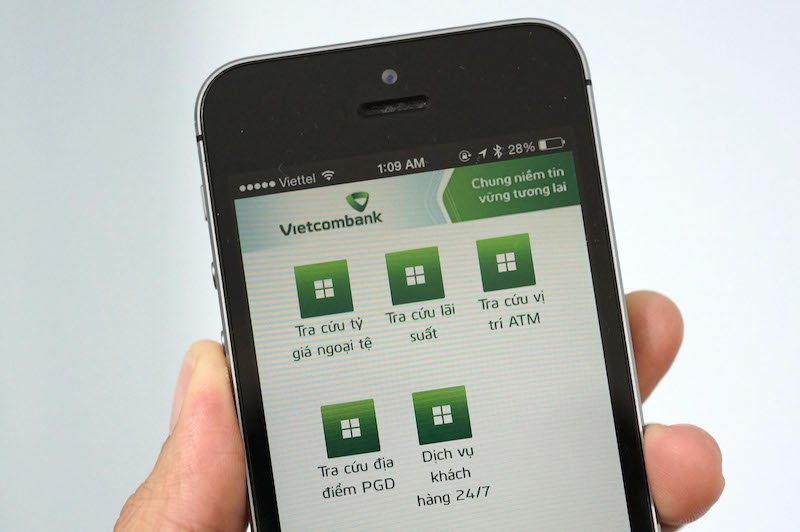 Viettel 1:09 AM 28%
Vietcombank
Chung niềm tin
vững tương lai
Tra cứu tỷ
giá ngoại tệ
Tra cứu lãi
suất
Tra cứu vị
trí ATM
Tra cứu địa
điểm PGD
Dịch vụ
khách
hàng 24/7